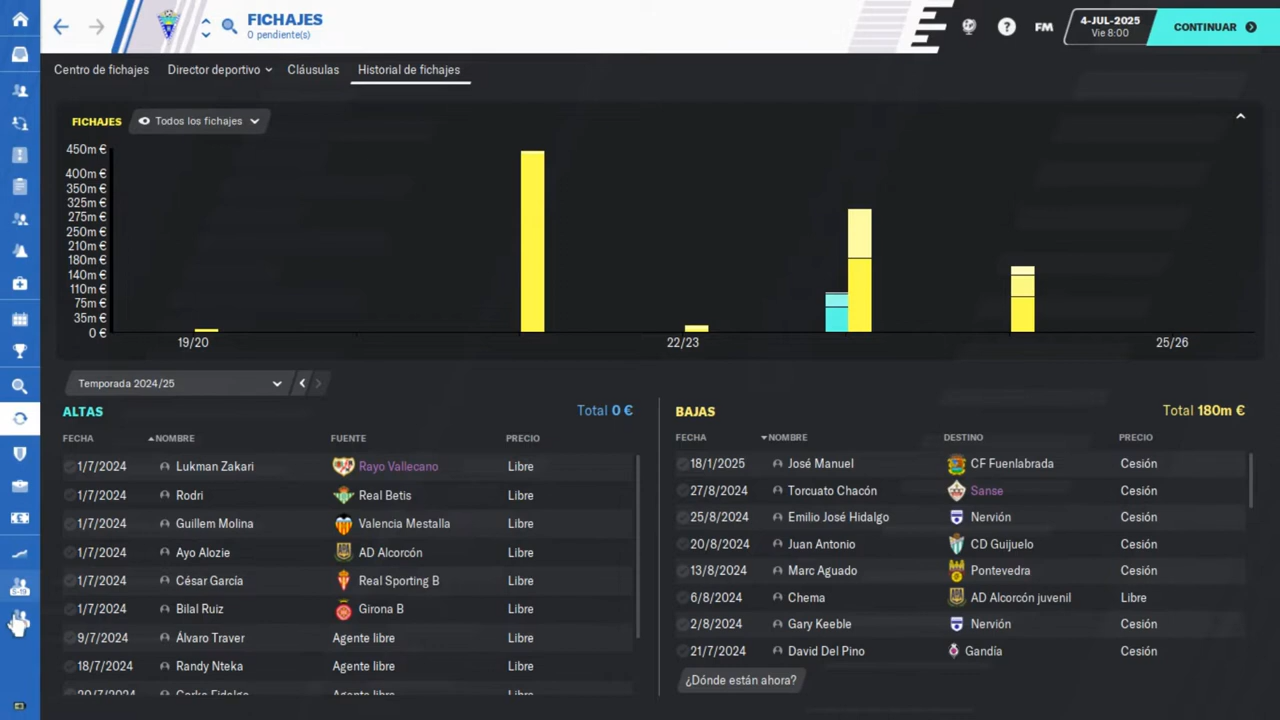 FICHAJES
0 pendiente(s)
FM
4-JUL-2025
Vie 8:00
CONTINUAR
Centro de fichajes
Director deportivo
Cláusulas
Historial de fichajes
FICHAJES
Todos los fichajes
450m €
400m €
350m €
325m €
275m €
250m €
210m €
180m €
140m €
110m €
75m €
35m €
0 €
19/20
22/23
25/26
Temporada 2024/25
ALTAS
Total 0 €
FECHA NOMBRE FUENTE PRECIO
1/7/2024 Lukman Zakari Rayo Vallecano Libre
1/7/2024 Rodri Real Betis Libre
1/7/2024 Guillem Molina Valencia Mestalla Libre
1/7/2024 Ayo Alozie AD Alcorcón Libre
1/7/2024 César García Real Sporting B Libre
1/7/2024 Bilal Ruiz Girona B Libre
9/7/2024 Álvaro Traver Agente libre Libre
18/7/2024 Randy Nteka Agente libre Libre
Agente libre Libre
BAJAS
Total 180m €
FECHA NOMBRE DESTINO PRECIO
18/1/2025 José Manuel CF Fuenlabrada Cesión
27/8/2024 Torcuato Chacón Sanse Cesión
25/8/2024 Emilio José Hidalgo Nervión Cesión
20/8/2024 Juan Antonio CD Guijuelo Cesión
13/8/2024 Marc Aguado Pontevedra Cesión
6/8/2024 Chema AD Alcorcón juvenil Libre
2/8/2024 Gary Keeble Nervión Cesión
21/7/2024 David Del Pino Gandía Cesión
¿Dónde están ahora?